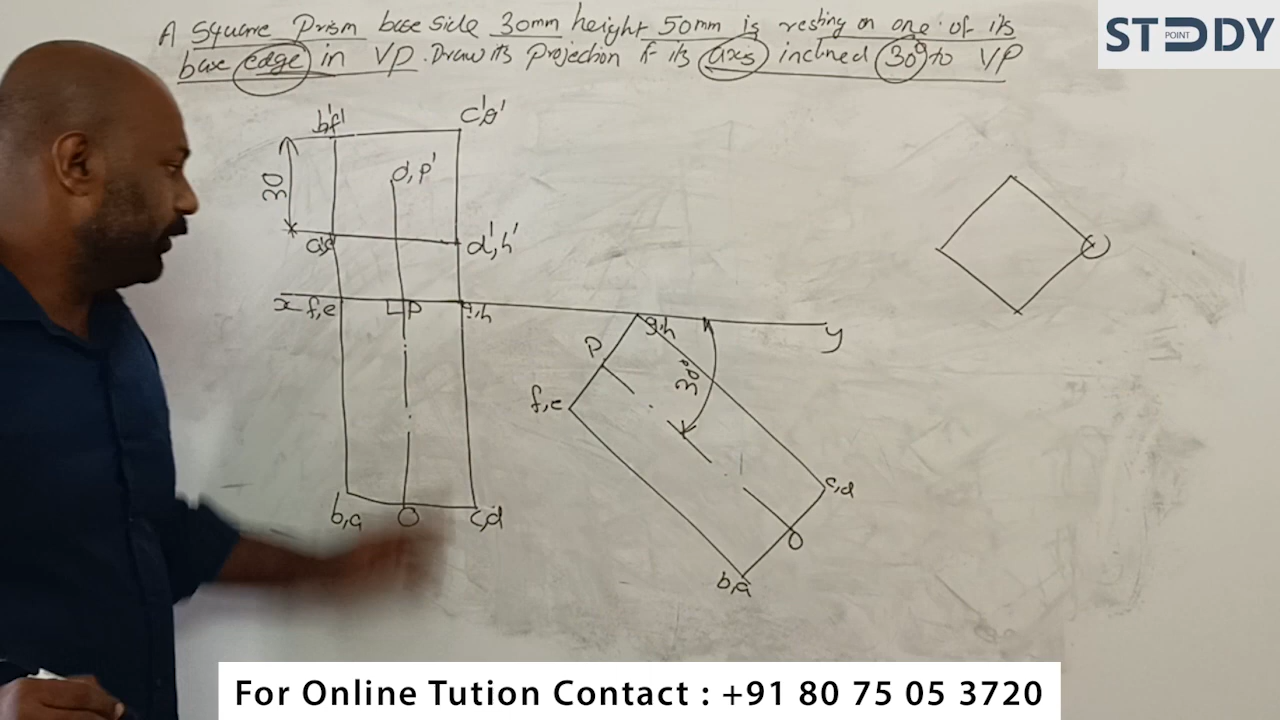 A Square Prism base side 30mm height 50mm is resting on one of its
base edge in VP. Draw its projection if its axis inclined 30° to VP
STUDY
POINT
b'f'
c'g'
30
o', p'
d', h'
x f,e
P
g,h
y
g,h
P
30°
f,e
c,d
b,a
O
c,d
O
b,a
For Online Tution Contact : +91 80 75 05 3720